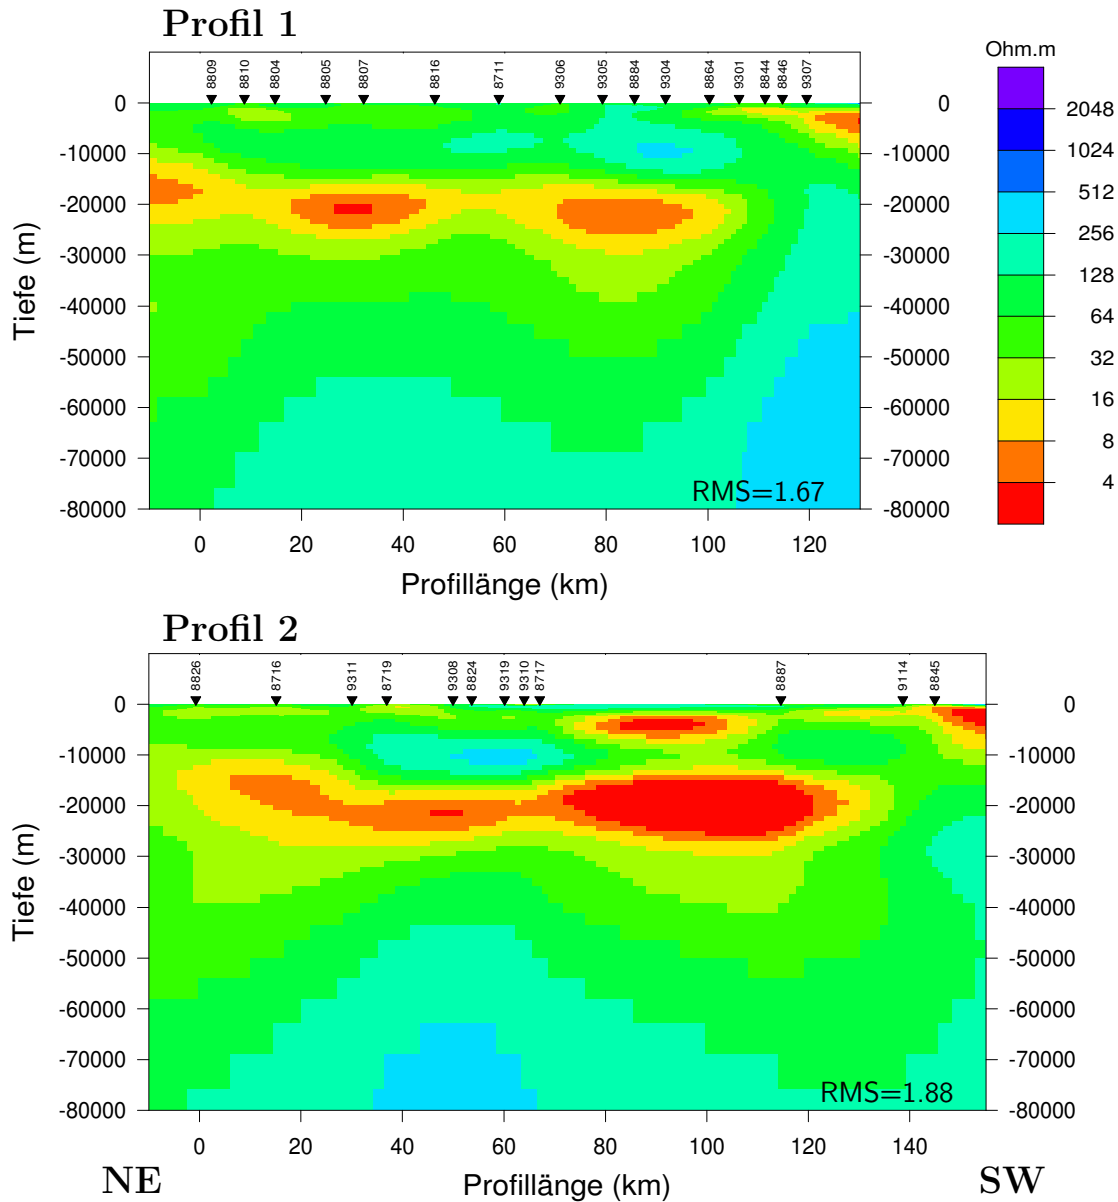 Profil 1
Ohm.m
8809 8810 8804 8805 8807 8816 8711 9306 9305 8884 9304 8864 9301 8844 8846 9307
0 0
-10000 -10000
-20000 -20000
-30000 -30000
-40000 -40000
-50000 -50000
-60000 -60000
-70000 -70000
-80000 -80000
Tiefe (m)
RMS=1.67
0 20 40 60 80 100 120
Profillänge (km)
2048
1024
512
256
128
64
32
16
8
4
Profil 2
8826 8716 9311 8719 9308 8824 9319 9310 8717 8887 9114 8845
0 0
-10000 -10000
-20000 -20000
-30000 -30000
-40000 -40000
-50000 -50000
-60000 -60000
-70000 -70000
-80000 -80000
Tiefe (m)
RMS=1.88
0 20 40 60 80 100 120 140
NE Profillänge (km) SW